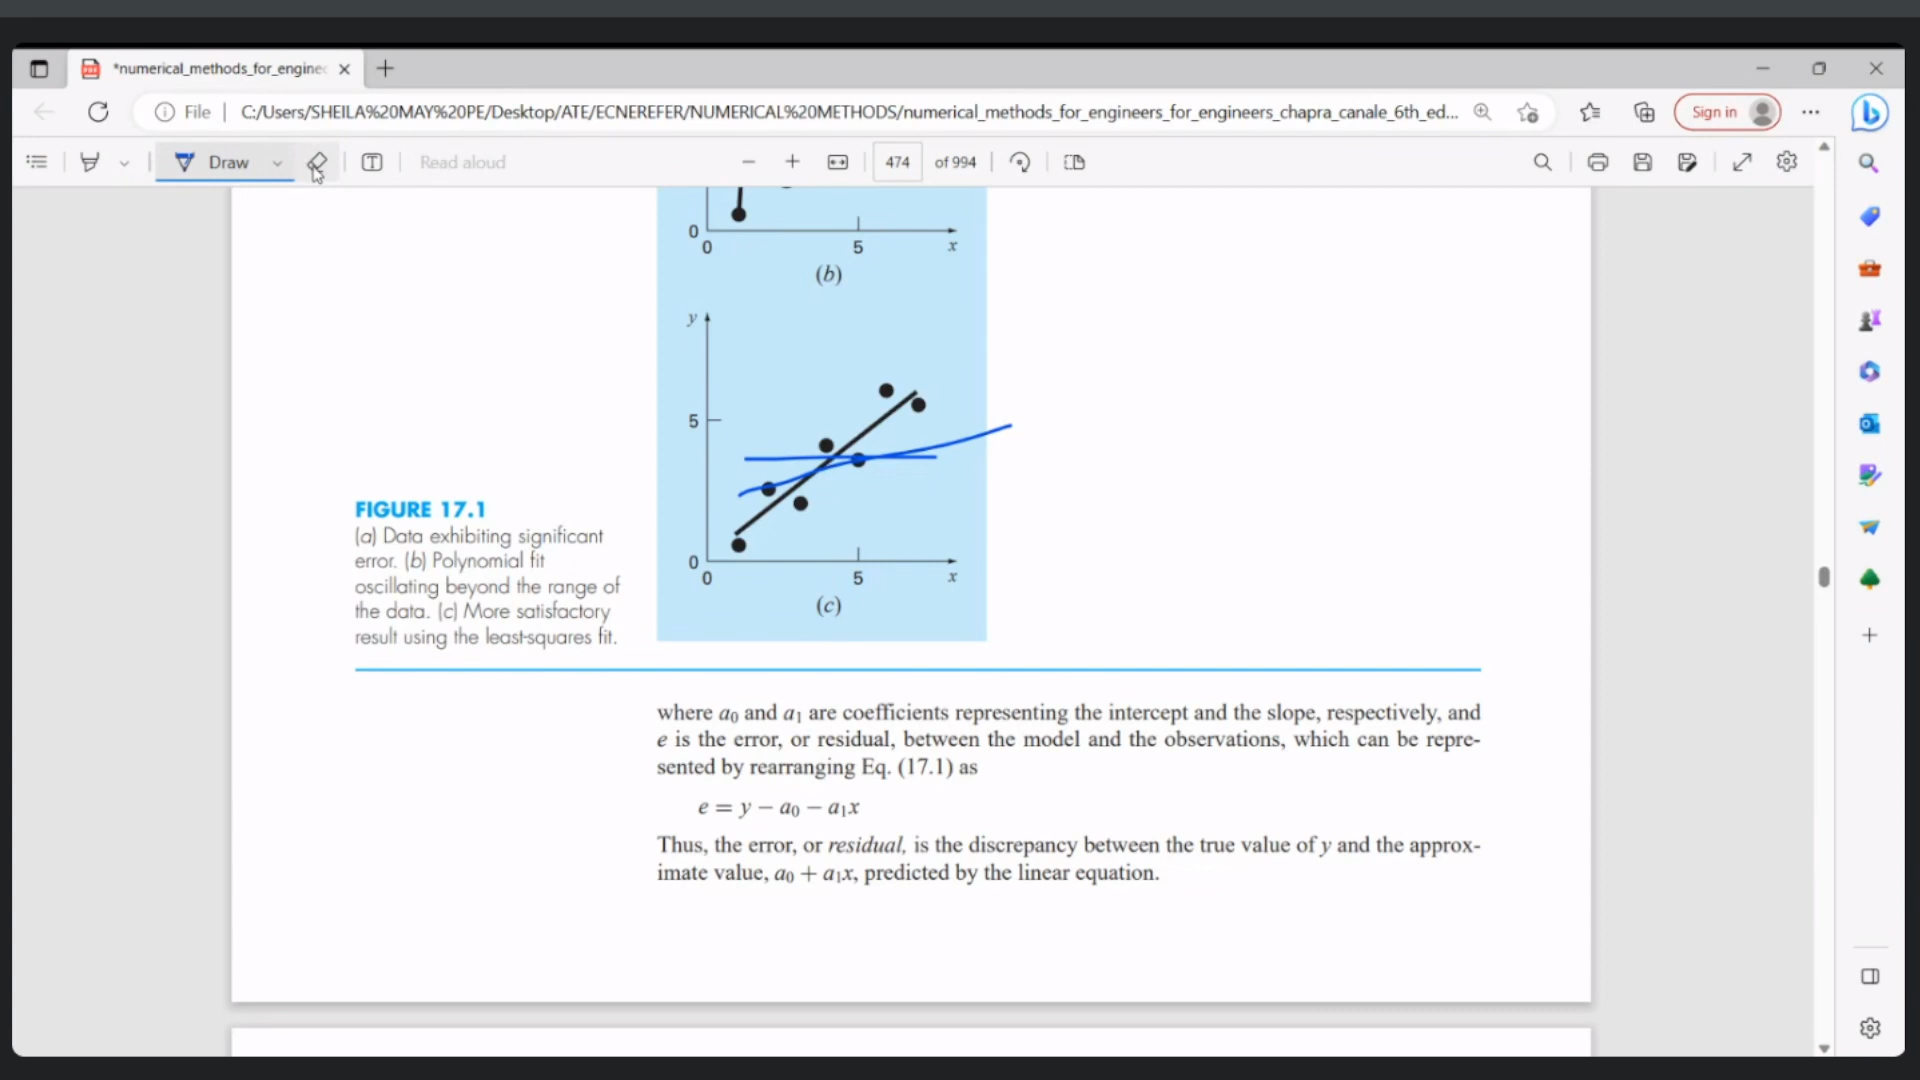 *numerical_methods_for_enginee
File
C:/Users/SHEILA%20MAY%20PE/Desktop/ATE/ECNEREFER/NUMERICAL%20METHODS/numerical_methods_for_engineers_for_engineers_chapra_canale_6th_ed...
Sign in
Draw
Read aloud
474 of 994
0
0 5 x
(b)
y
5
0
0 5 x
(c)
FIGURE 17.1
(a) Data exhibiting significant
error. (b) Polynomial fit
oscillating beyond the range of
the data. (c) More satisfactory
result using the least-squares fit.
where a₀ and a₁ are coefficients representing the intercept and the slope, respectively, and
e is the error, or residual, between the model and the observations, which can be repre-
sented by rearranging Eq. (17.1) as
e = y − a₀ − a₁x
Thus, the error, or residual, is the discrepancy between the true value of y and the approx-
imate value, a₀ + a₁x, predicted by the linear equation.